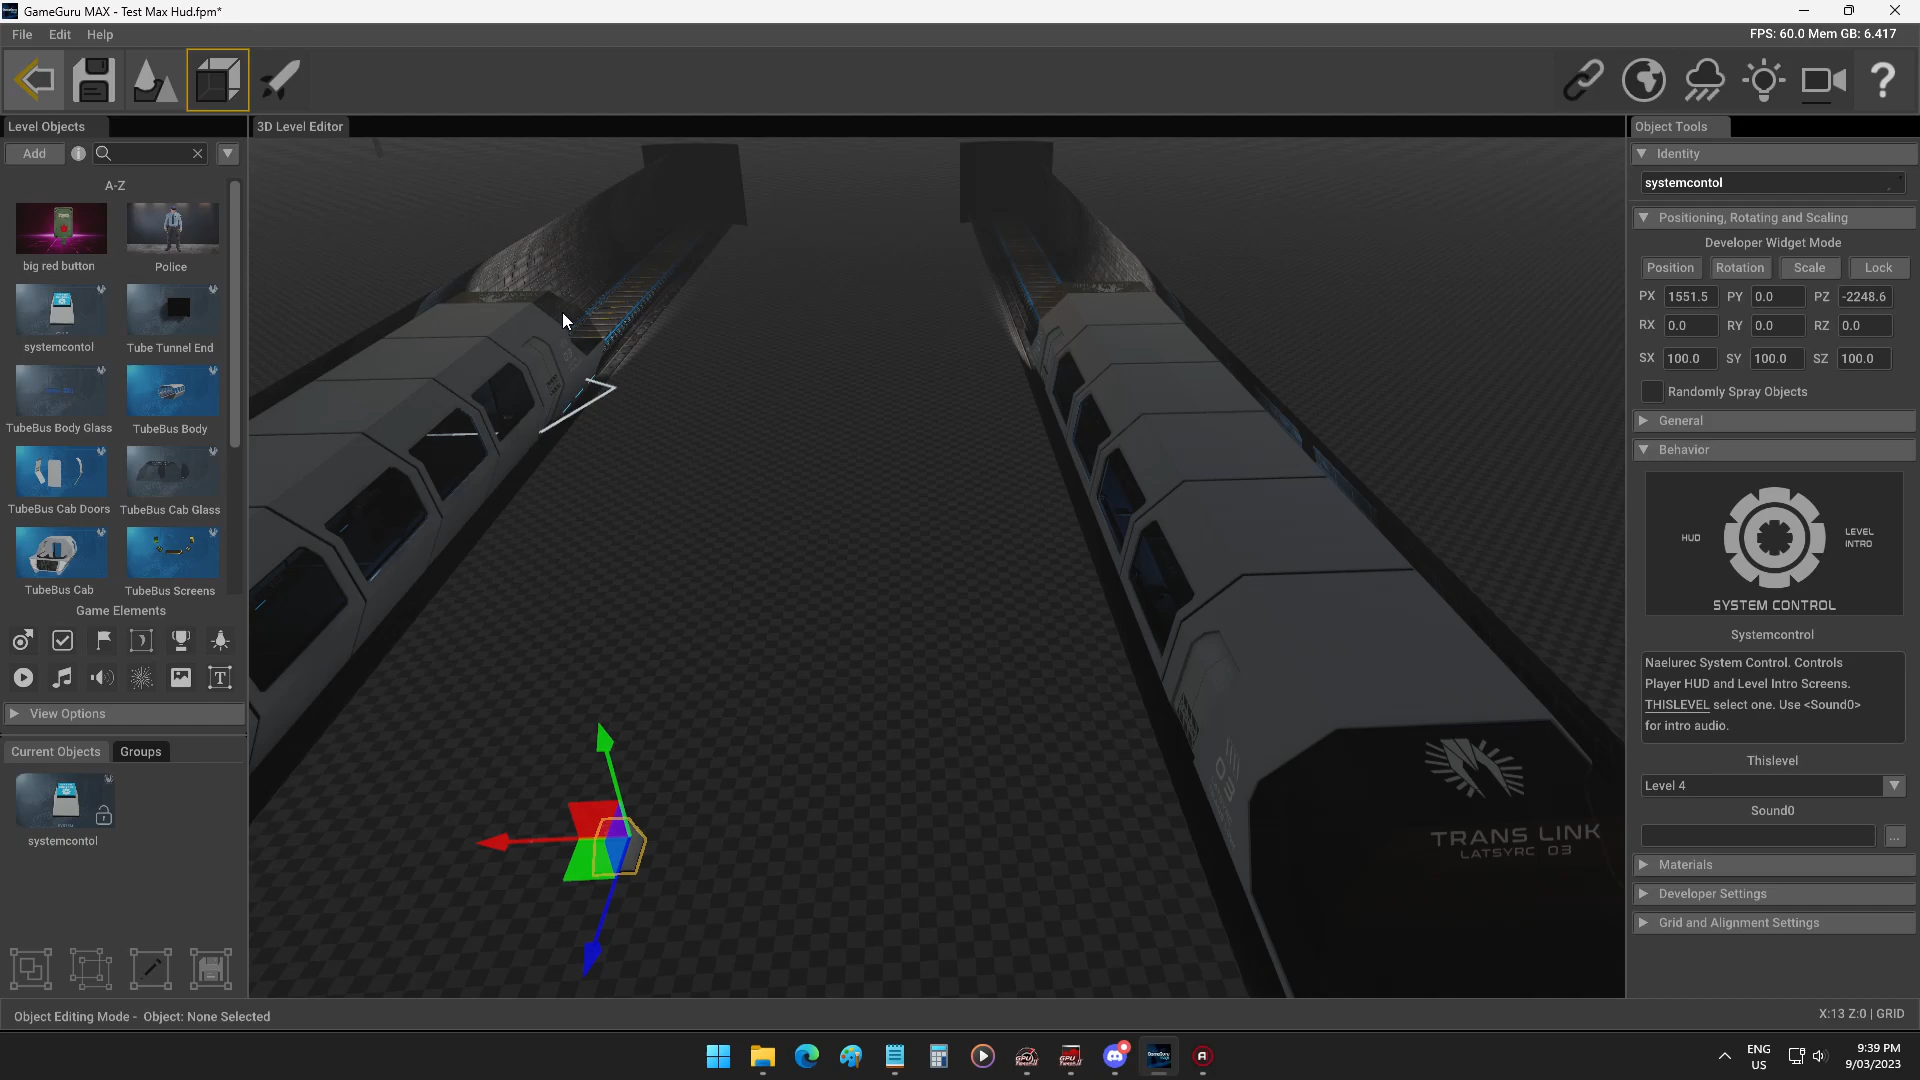 GameGuru MAX - Test Max Hud.fpm*
File Edit Help
FPS: 60.0 Mem GB: 6.417
Level Objects
3D Level Editor
Object Tools
Add
A-Z
big red button
Police
systemcontol
Tube Tunnel End
TubeBus Body Glass
TubeBus Body
TubeBus Cab Doors
TubeBus Cab Glass
TubeBus Cab
TubeBus Screens
Game Elements
View Options
Current Objects Groups
systemcontol
TRANS LINK
LATSYRC 03
Identity
systemcontol
Positioning, Rotating and Scaling
Developer Widget Mode
Position Rotation Scale Lock
PX 1551.5 PY 0.0 PZ -2248.6
RX 0.0 RY 0.0 RZ 0.0
SX 100.0 SY 100.0 SZ 100.0
Randomly Spray Objects
General
Behavior
HUD
LEVEL
INTRO
SYSTEM CONTROL
Systemcontrol
Naelurec System Control. Controls
Player HUD and Level Intro Screens.
THISLEVEL select one. Use <Sound0>
for intro audio.
Thislevel
Level 4
Sound0
...
Materials
Developer Settings
Grid and Alignment Settings
Object Editing Mode - Object: None Selected
X:13 Z:0 | GRID
ENG
US
9:39 PM
9/03/2023